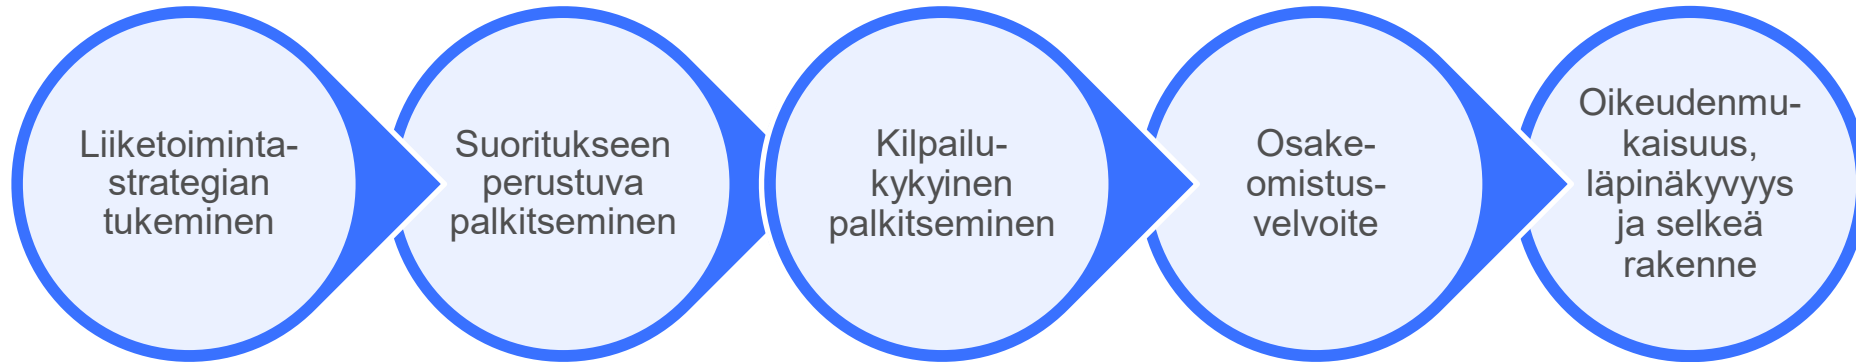 Liiketoiminta-
strategian
tukeminen
Suoritukseen
perustuva
palkitseminen
Kilpailu-
kykyinen
palkitseminen
Osake-
omistus-
velvoite
Oikeudenmu-
kaisuus,
läpinäkyvyys
ja selkeä
rakenne